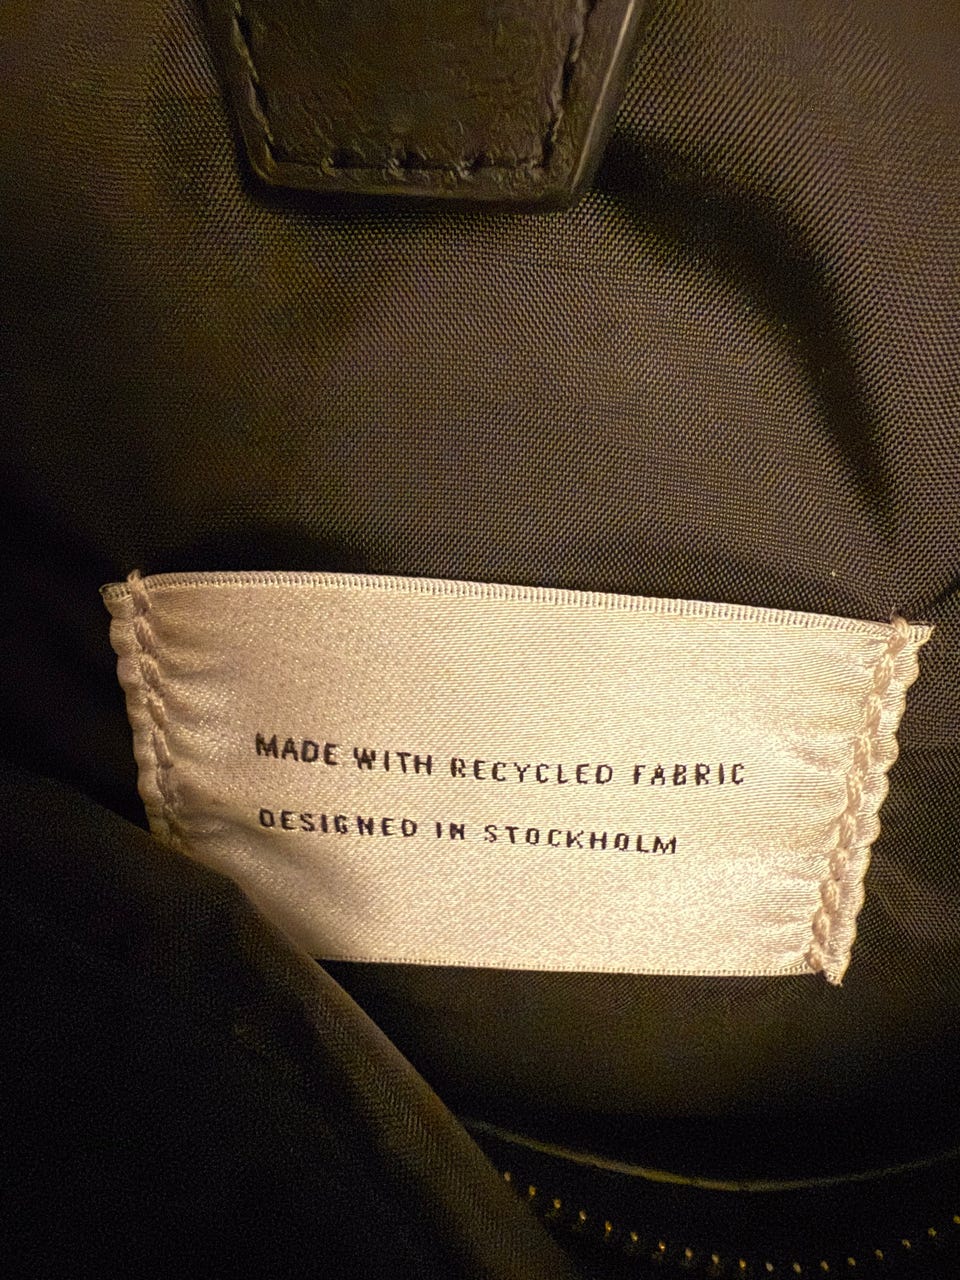 MADE WITH RECYCLED FABRIC
DESIGNED IN STOCKHOLM